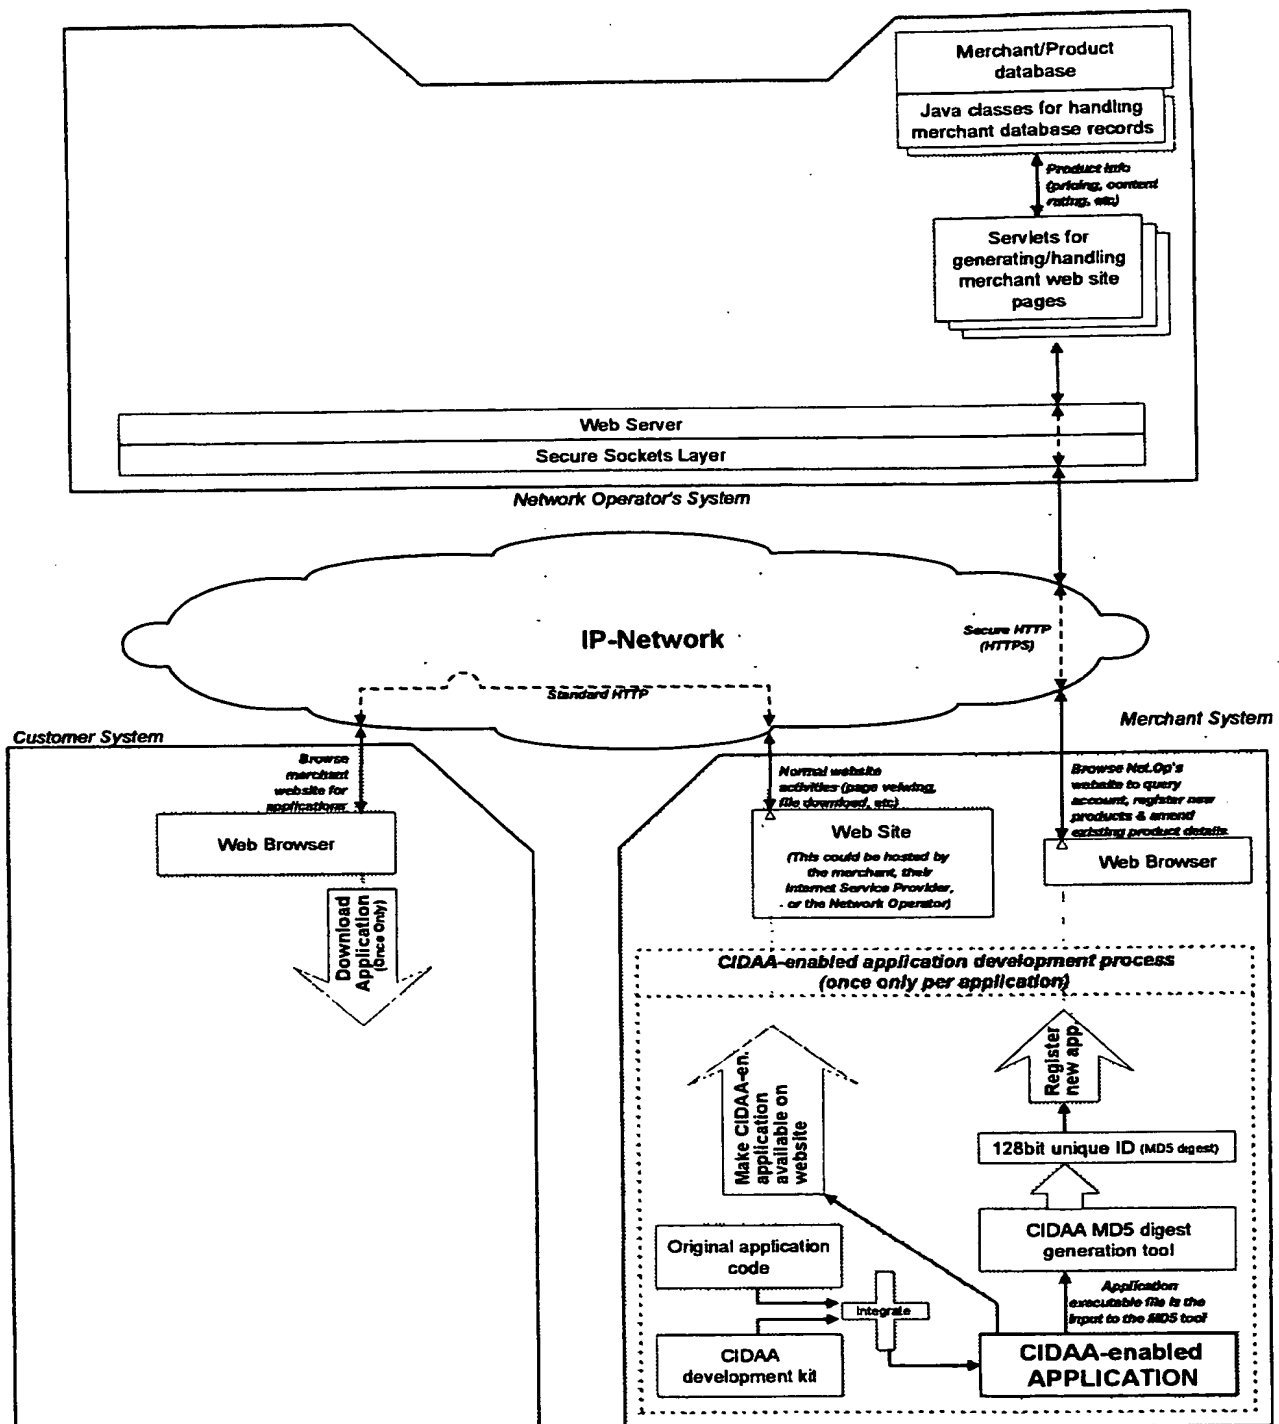 Merchant/Product
database
Java classes for handling
merchant database records
Product info
(pricing, content
rating, etc)
Servlets for
generating/handling
merchant web site
pages
Web Server
Secure Sockets Layer
Network Operator's System
IP-Network
Secure HTTP
(HTTPS)
Standard HTTP
Customer System
Merchant System
Browse
merchant
website for
applications
Web Browser
Download
Application
(Once Only)
Normal website
activities (page veiwing,
file download, etc)
Web Site
(This could be hosted by
the merchant, their
Internet Service Provider,
or the Network Operator)
Browse Net.Op's
website to query
account, register new
products & amend
existing product details.
Web Browser
CIDAA-enabled application development process
(once only per application)
Make CIDAA-en.
application
available on
website
Register
new app.
128bit unique ID (MD5 digest)
CIDAA MD5 digest
generation tool
Application
executable file is the
input to the MD5 tool
Original application
code
Integrate
CIDAA
development kit
CIDAA-enabled
APPLICATION